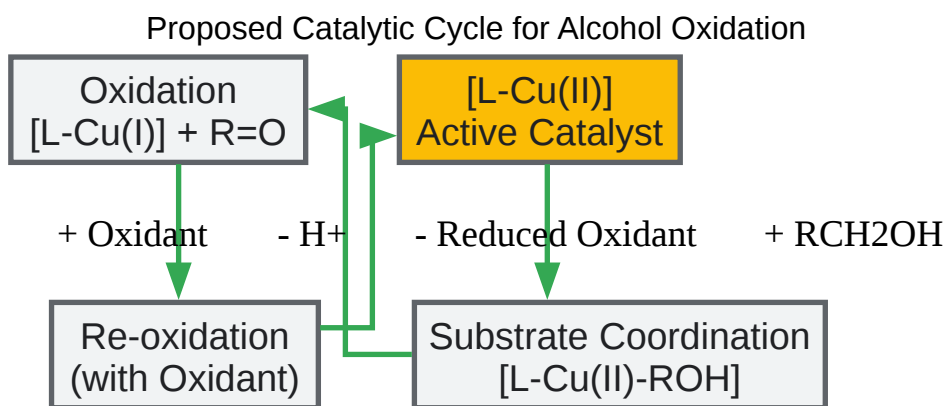 Proposed Catalytic Cycle for Alcohol Oxidation
Oxidation
[L-Cu(I)] + R=O
[L-Cu(II)]
Active Catalyst
+ Oxidant
- H+
- Reduced Oxidant
+ RCH2OH
Re-oxidation
(with Oxidant)
Substrate Coordination
[L-Cu(II)-ROH]